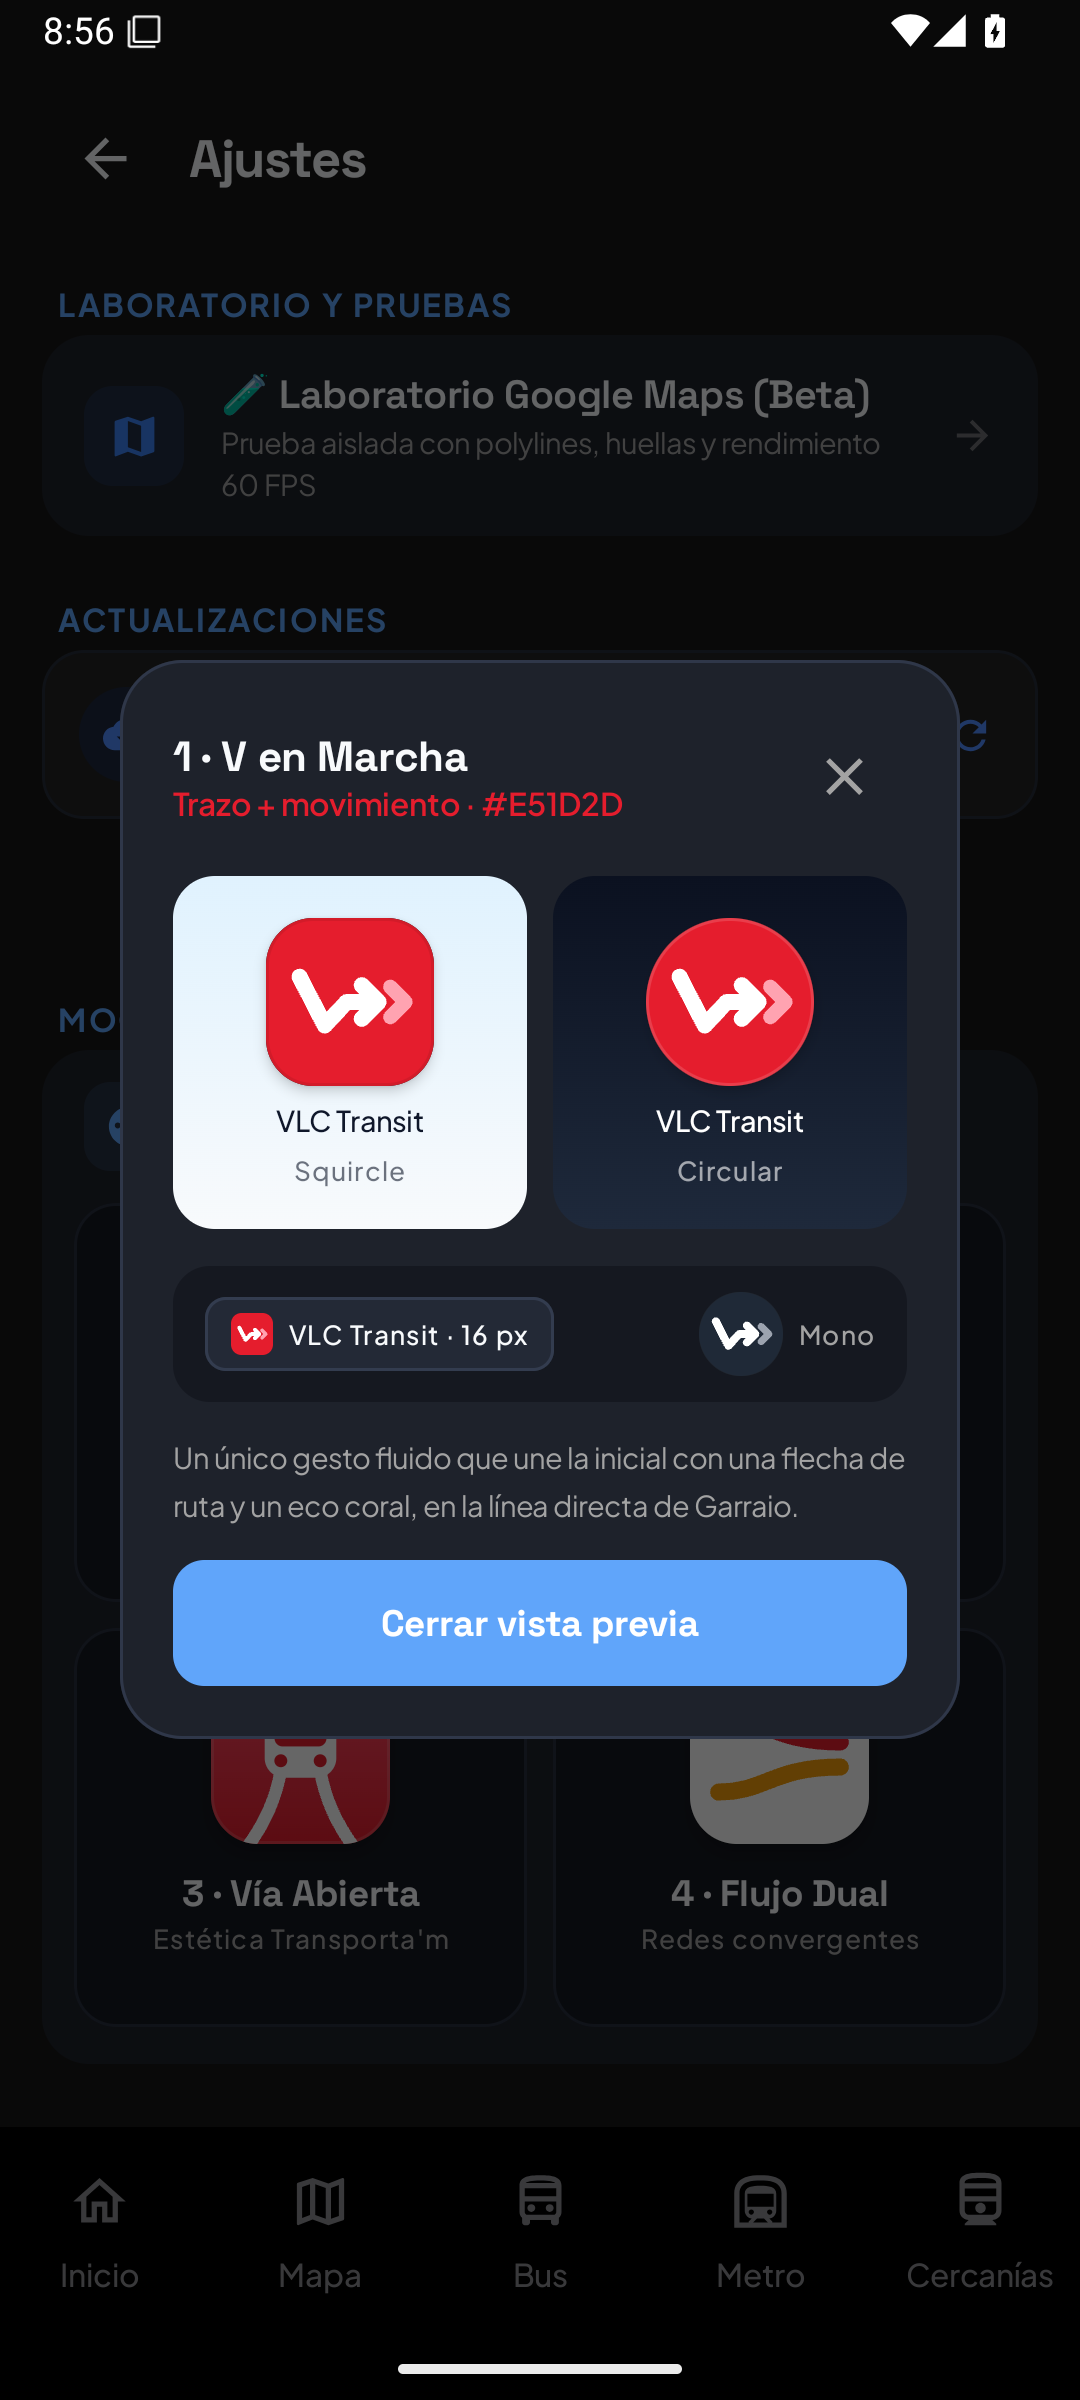 8:56
Ajustes
LABORATORIO Y PRUEBAS
🧪 Laboratorio Google Maps (Beta)
Prueba aislada con polylines, huellas y rendimiento
60 FPS
ACTUALIZACIONES
1 · V en Marcha
Trazo + movimiento · #E51D2D
VLC Transit
Squircle
VLC Transit
Circular
VLC Transit · 16 px
Mono
Un único gesto fluido que une la inicial con una flecha de
ruta y un eco coral, en la línea directa de Garraio.
Cerrar vista previa
3 · Vía Abierta
Estética Transporta'm
4 · Flujo Dual
Redes convergentes
Inicio
Mapa
Bus
Metro
Cercanías